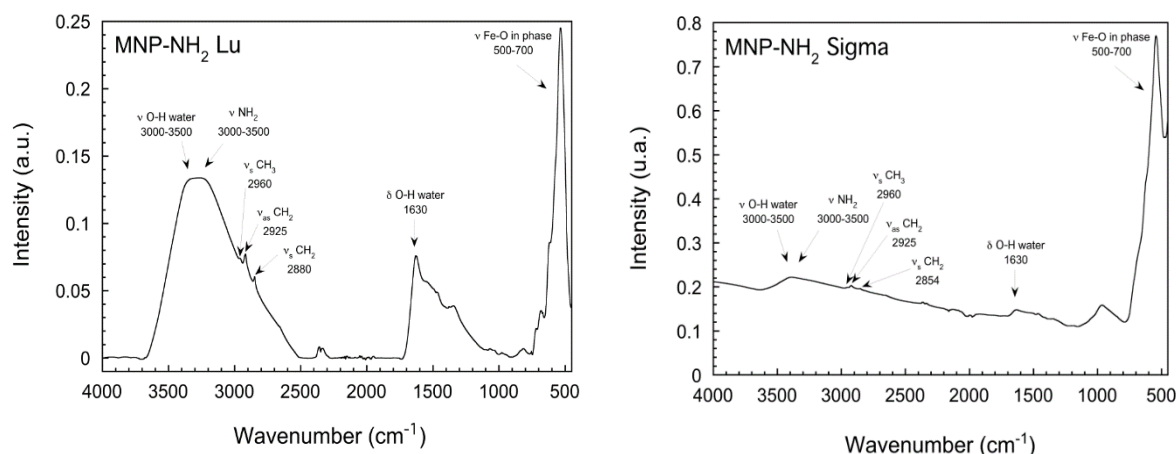 MNP-NH₂ Lu
ν Fe-O in phase
500-700
ν O-H water
3000-3500
ν NH₂
3000-3500
νₛ CH₃
2960
νₐₛ CH₂
2925
νₛ CH₂
2880
δ O-H water
1630
Intensity (a.u.)
0.25
0.2
0.15
0.1
0.05
0
4000 3500 3000 2500 2000 1500 1000 500
Wavenumber (cm⁻¹)
MNP-NH₂ Sigma
ν Fe-O in phase
500-700
ν O-H water
3000-3500
ν NH₂
3000-3500
νₛ CH₃
2960
νₐₛ CH₂
2925
νₛ CH₂
2854
δ O-H water
1630
Intensity (u.a.)
0.8
0.7
0.6
0.5
0.4
0.3
0.2
0.1
0
4000 3500 3000 2500 2000 1500 1000 500
Wavenumber (cm⁻¹)